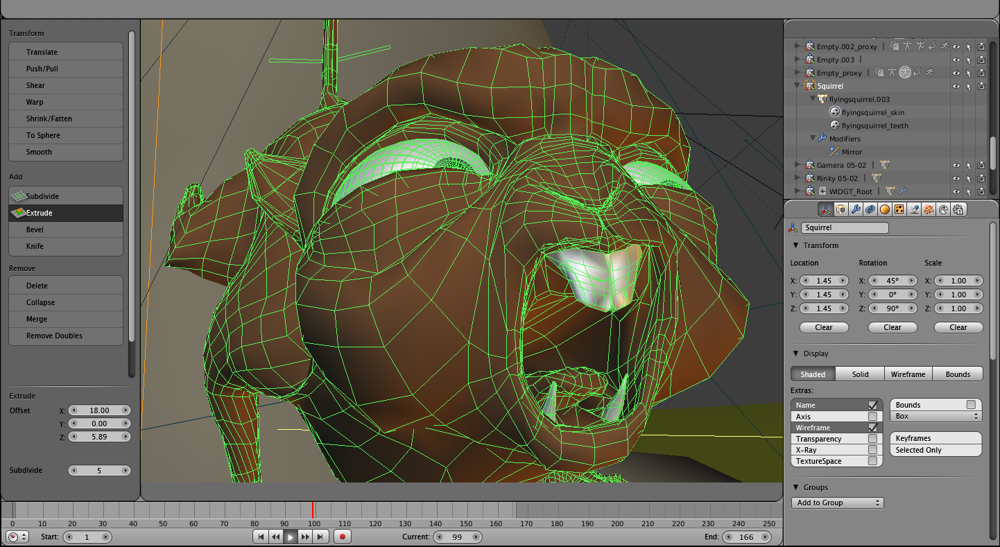 Transform
Translate
Push/Pull
Shear
Warp
Shrink/Fatten
To Sphere
Smooth
Add
Subdivide
Extrude
Bevel
Knife
Remove
Delete
Collapse
Merge
Remove Doubles
Extrude
Offset X: 18.00
Y: 0.00
Z: 5.89
Subdivide 5
Empty.002_proxy
Empty.003
Empty_proxy
Squirrel
flyingsquirrel.003
flyingsquirrel_skin
flyingsquirrel_teeth
Modifiers
Mirror
Gamera 05-02
Rinky 05-02
WIDGT_Root
Squirrel
Transform
Location Rotation Scale
X: 1.45 X: 45° X: 1.00
Y: 1.45 Y: 0° Y: 1.00
Z: 1.45 Z: 90° Z: 1.00
Clear Clear Clear
Display
Shaded Solid Wireframe Bounds
Extras:
Name Bounds
Axis Box
Wireframe
Transparency Keyframes
X-Ray Selected Only
TextureSpace
Groups
Add to Group
0 10 20 30 40 50 60 70 80 90 100 110 120 130 140 150 160 170 180 190 200 210 220 230 240 250
Start: 1 Current: 99 End: 166